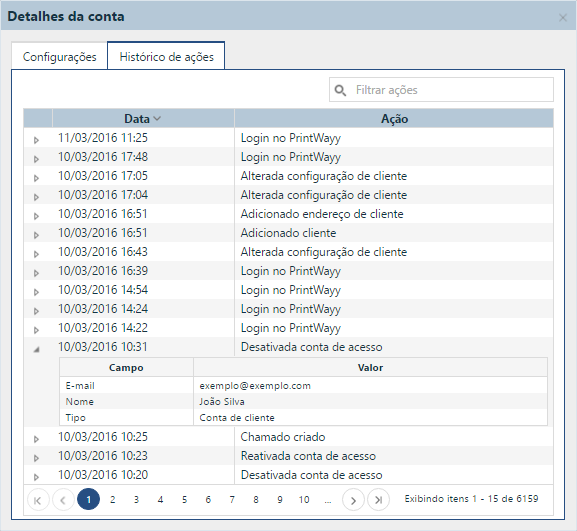 Detalhes da conta
Configurações Histórico de ações
Filtrar ações
Data Ação
11/03/2016 11:25 Login no PrintWayy
10/03/2016 17:48 Login no PrintWayy
10/03/2016 17:05 Alterada configuração de cliente
10/03/2016 17:04 Alterada configuração de cliente
10/03/2016 16:51 Adicionado endereço de cliente
10/03/2016 16:51 Adicionado cliente
10/03/2016 16:43 Alterada configuração de cliente
10/03/2016 16:39 Login no PrintWayy
10/03/2016 14:54 Login no PrintWayy
10/03/2016 14:24 Login no PrintWayy
10/03/2016 14:22 Login no PrintWayy
10/03/2016 10:31 Desativada conta de acesso
Campo Valor
E-mail exemplo@exemplo.com
Nome João Silva
Tipo Conta de cliente
10/03/2016 10:25 Chamado criado
10/03/2016 10:23 Reativada conta de acesso
10/03/2016 10:20 Desativada conta de acesso
1 2 3 4 5 6 7 8 9 10 ... Exibindo itens 1 - 15 de 6159